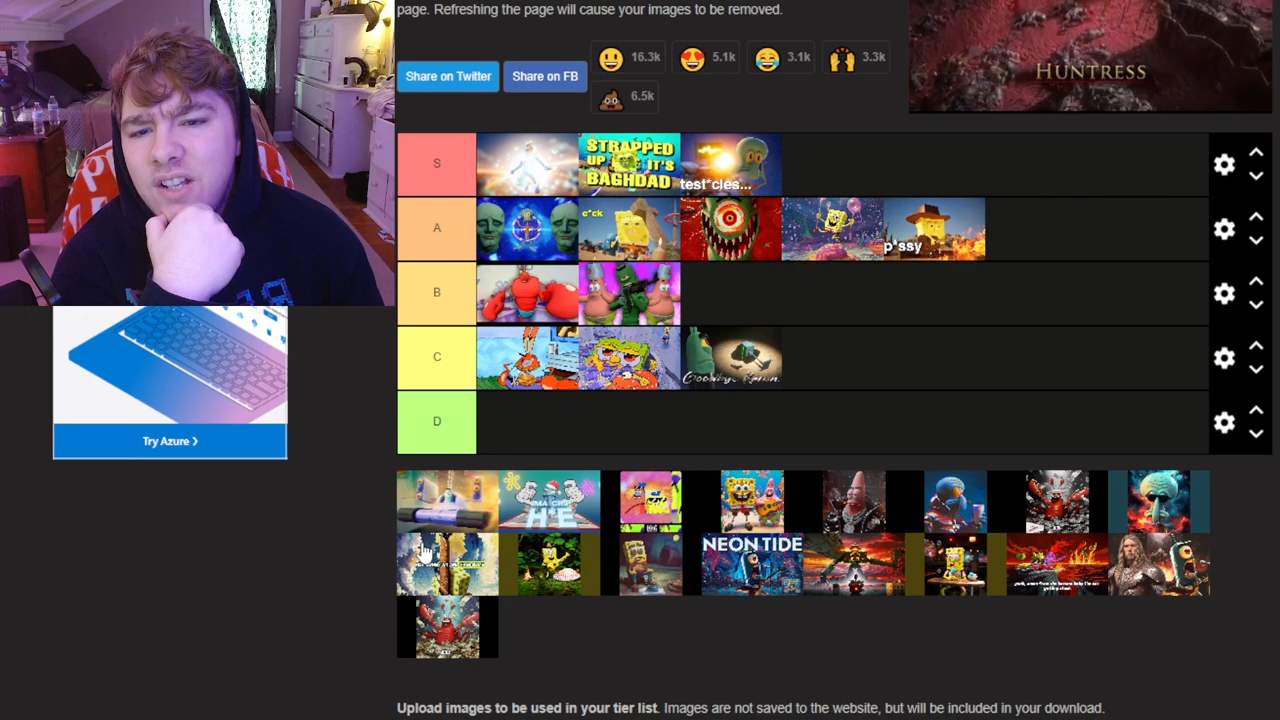 page. Refreshing the page will cause your images to be removed.
Share on Twitter
Share on FB
16.3k
5.1k
3.1k
3.3k
6.5k
HUNTRESS
S
STRAPPED
UP IT'S
BAGHDAD
test*cles...
A
c*ck
p*ssy
B
C
Goodbye Karen.
D
Try Azure >
NEON TIDE
Upload images to be used in your tier list. Images are not saved to the website, but will be included in your download.